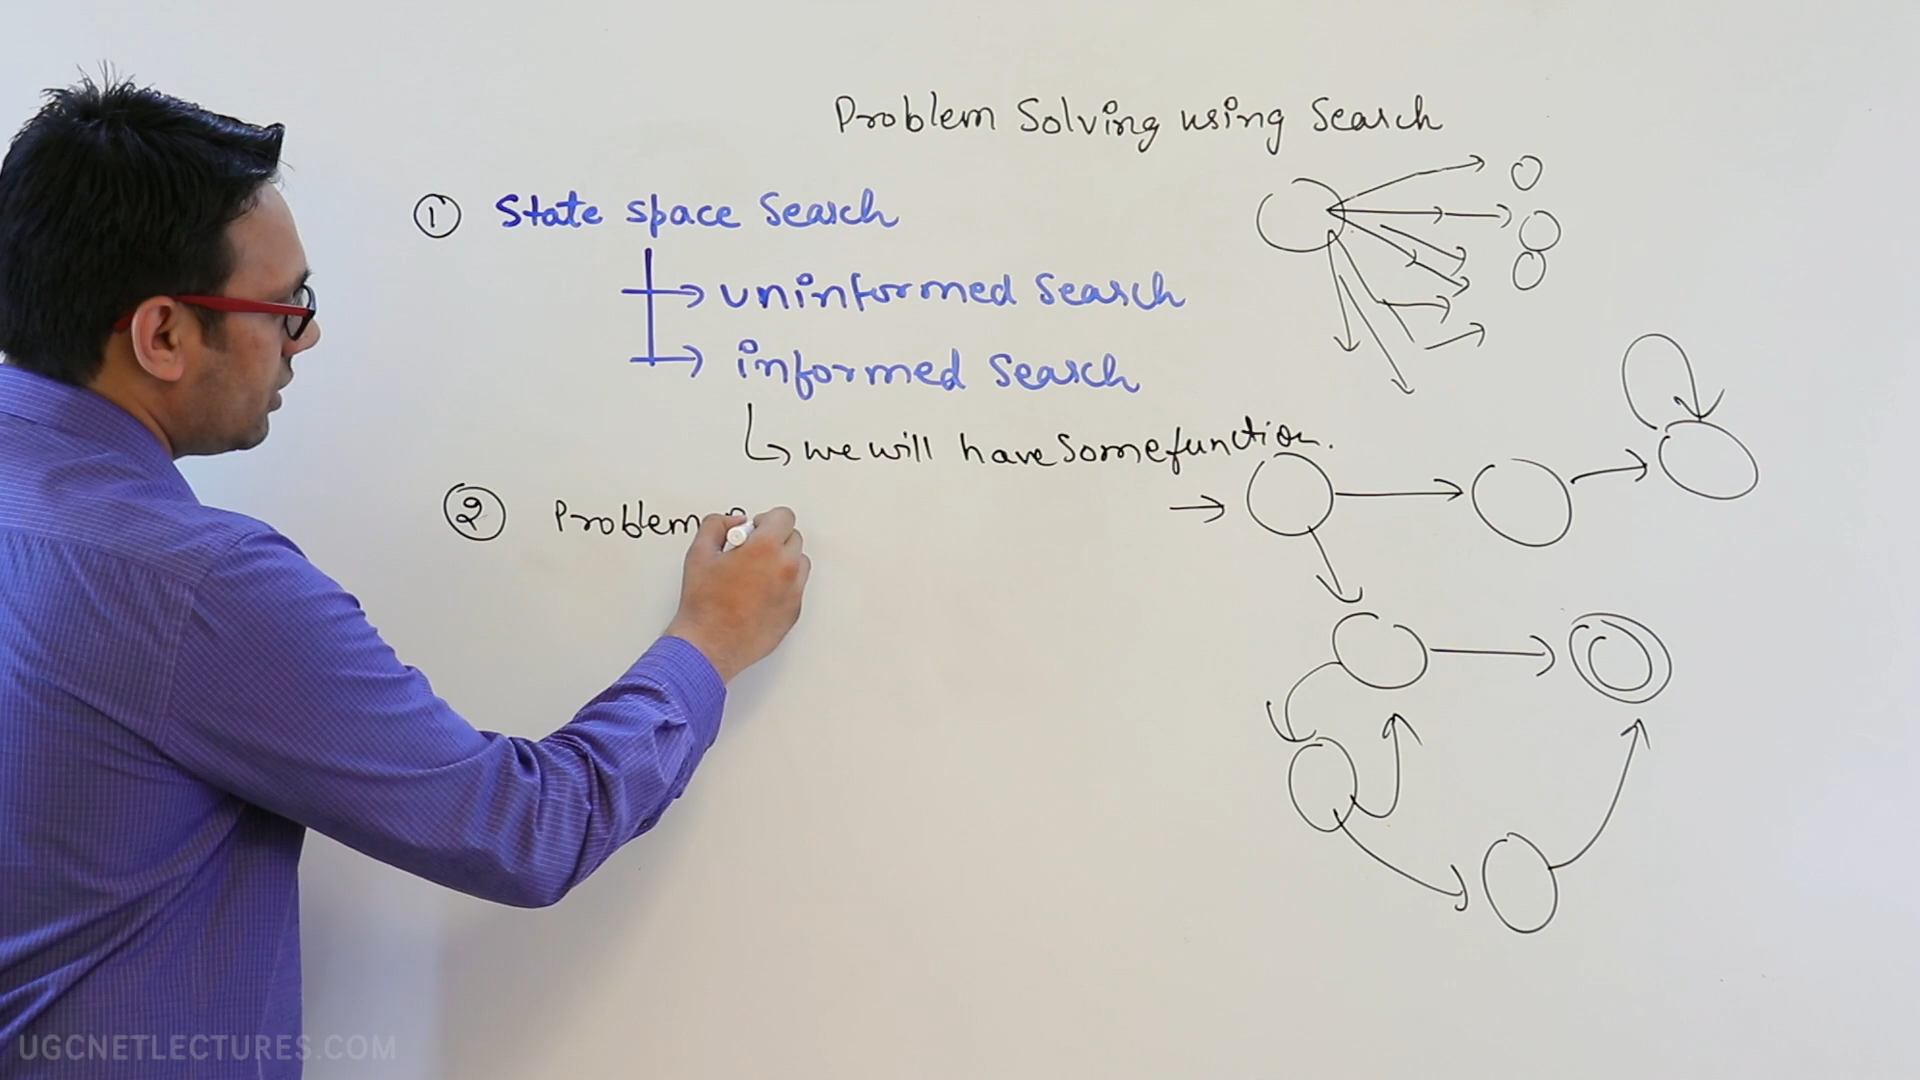 Problem Solving using Search
① State space Search
uninformed Search
informed Search
we will have some function.
② Problem
UGCNETLECTURES.COM